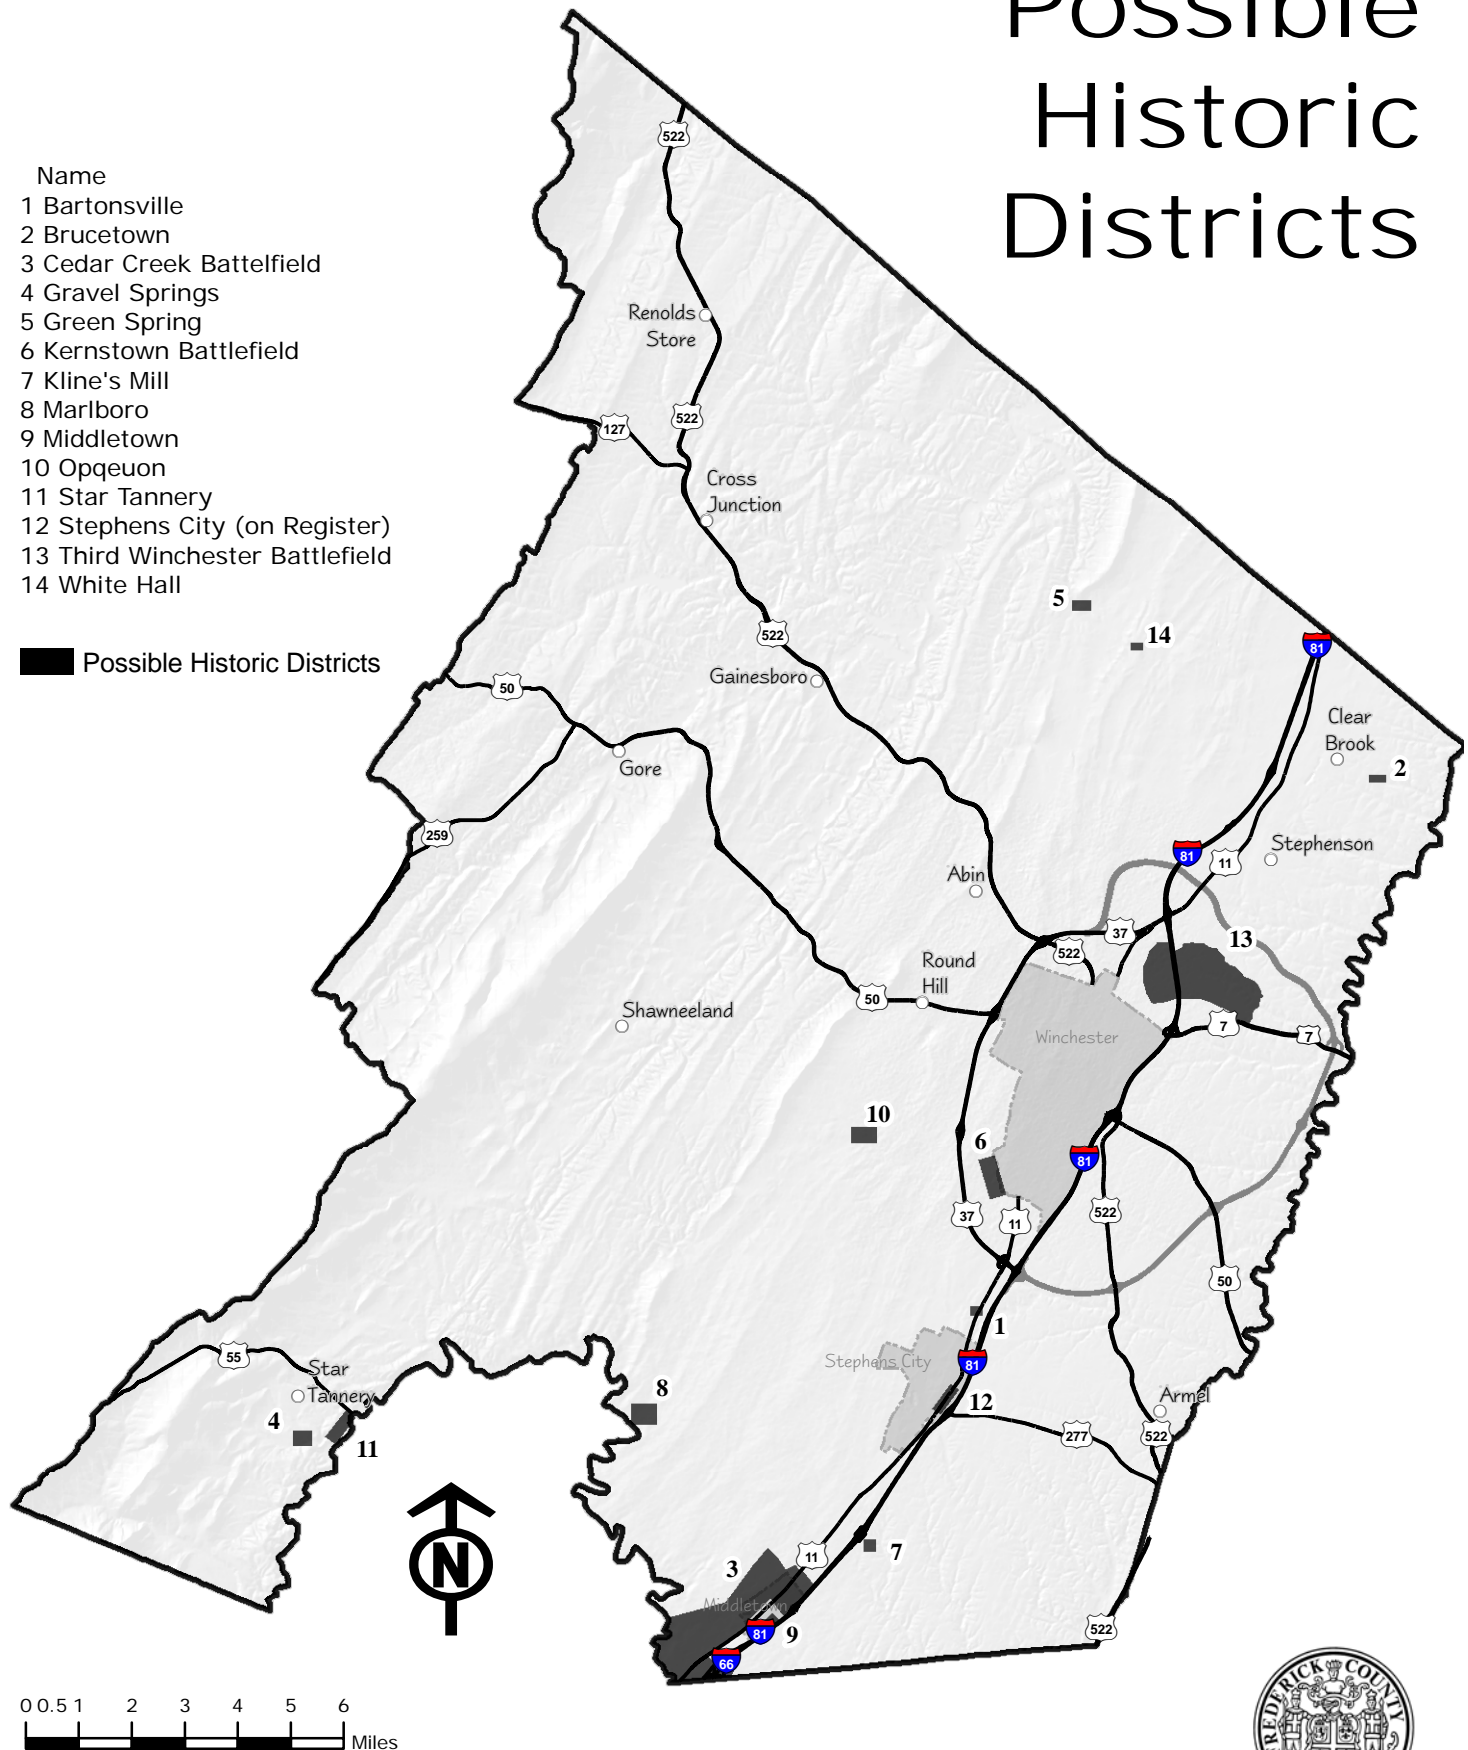 Possible
Historic
Districts
Name
1 Bartonsville
2 Brucetown
3 Cedar Creek Battelfield
4 Gravel Springs
5 Green Spring
6 Kernstown Battlefield
7 Kline's Mill
8 Marlboro
9 Middletown
10 Opqeuon
11 Star Tannery
12 Stephens City (on Register)
13 Third Winchester Battlefield
14 White Hall
Possible Historic Districts
522
Renolds
Store
127
522
Cross
Junction
5
14
522
81
Gainesboro
50
Clear
Brook
2
Gore
259
81
11
Stephenson
Abin
37
522
13
Round
Hill
50
Shawneeland
7
7
Winchester
10
6
81
37
11
522
50
1
Stephens City
81
55
Star
Tannery
8
12
Armel
4
11
277
522
3
11
7
Middletown
81
9
66
522
N
0 0.5 1 2 3 4 5 6
Miles
FREDERICK COUNTY